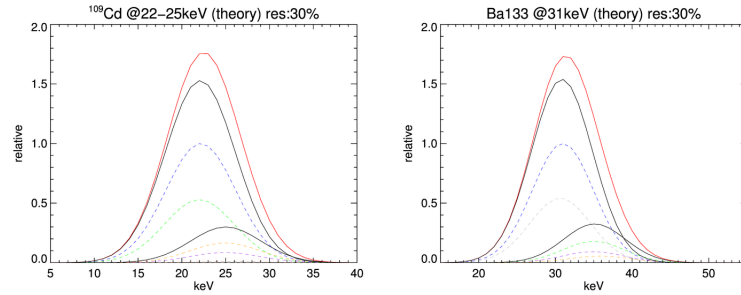 ¹⁰⁹Cd @22−25keV (theory) res:30%
2.0
1.5
1.0
0.5
0.0
relative
5 10 15 20 25 30 35 40
keV
Ba133 @31keV (theory) res:30%
2.0
1.5
1.0
0.5
0.0
relative
20 30 40 50
keV